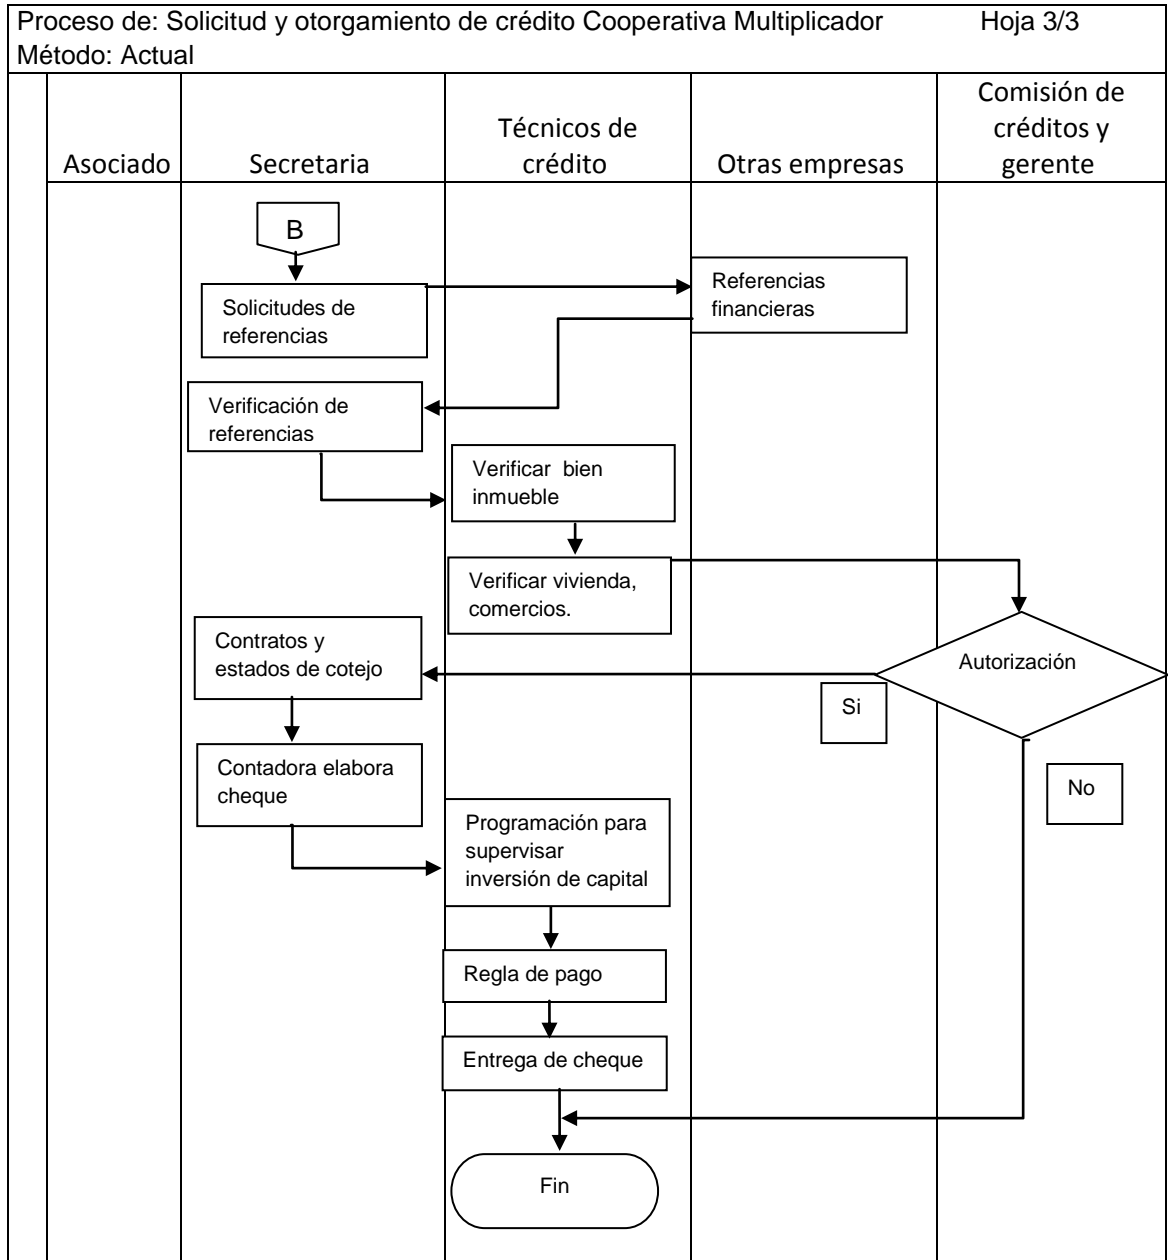 Proceso de: Solicitud y otorgamiento de crédito Cooperativa Multiplicador Hoja 3/3
Método: Actual
Asociado
Secretaria
Técnicos de
crédito
Otras empresas
Comisión de
créditos y
gerente
B
Solicitudes de
referencias
Referencias
financieras
Verificación de
referencias
Verificar bien
inmueble
Verificar vivienda,
comercios.
Autorización
Contratos y
estados de cotejo
Si
No
Contadora elabora
cheque
Programación para
supervisar
inversión de capital
Regla de pago
Entrega de cheque
Fin